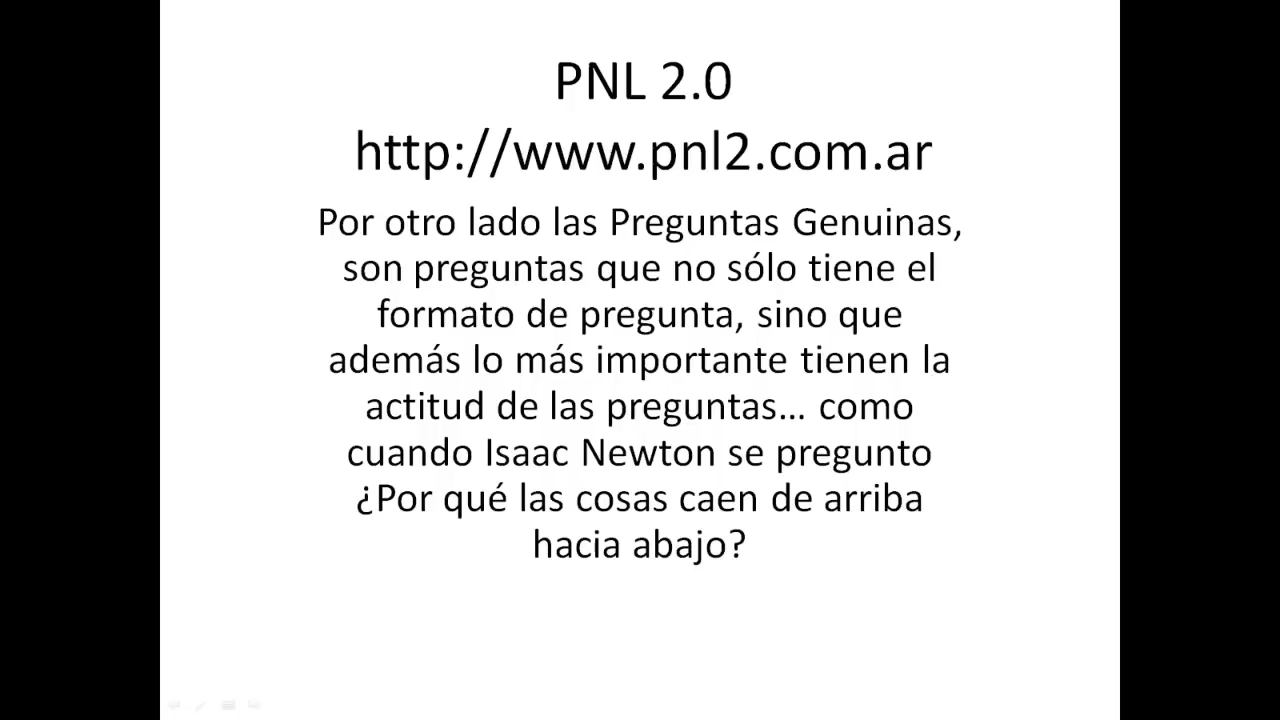 PNL 2.0
http://www.pnl2.com.ar
Por otro lado las Preguntas Genuinas,
son preguntas que no sólo tiene el
formato de pregunta, sino que
además lo más importante tienen la
actitud de las preguntas... como
cuando Isaac Newton se pregunto
¿Por qué las cosas caen de arriba
hacia abajo?